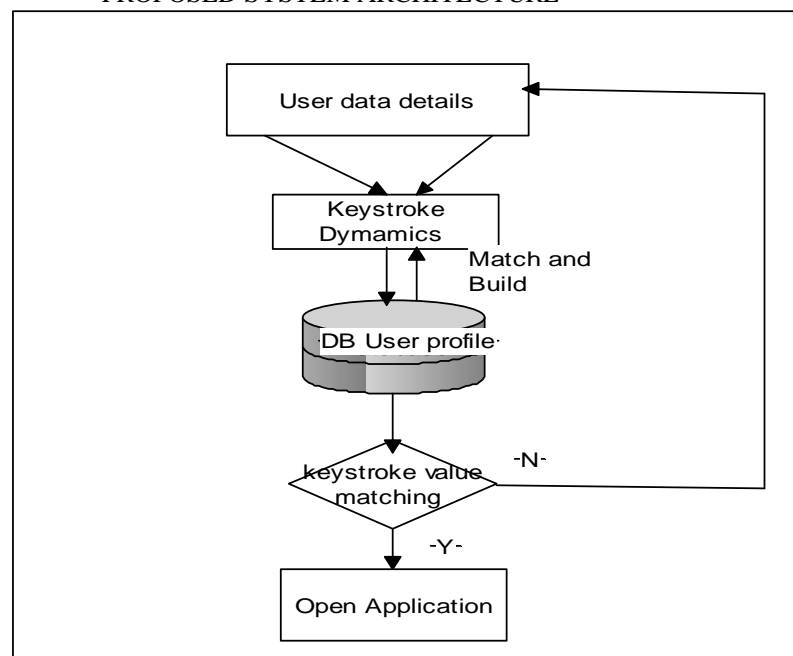 PROPOSED SYSTEM ARCHITECTURE
User data details
Keystroke
Dymamics
Match and
Build
DB User profile
keystroke value
matching
-N-
-Y-
Open Application